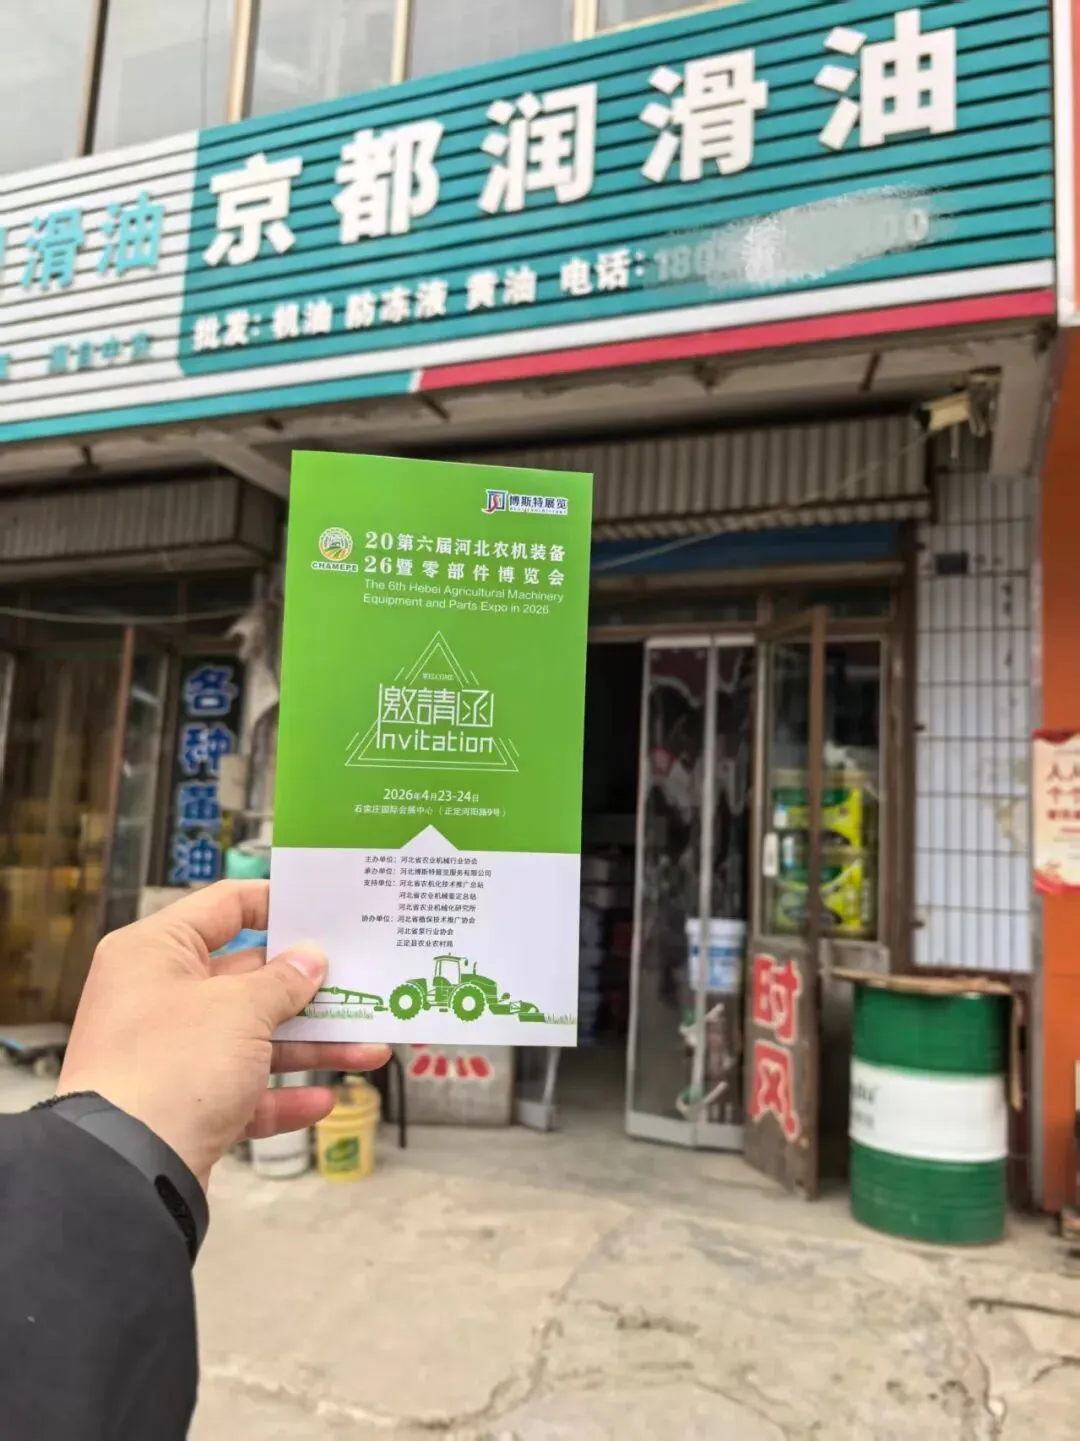 京都润滑油
滑油
批发：机油 防冻液 黄油 电话：180
博斯特展览
2026第六届河北农机装备
暨零部件博览会
CHAMEPE
The 6th Hebei Agricultural Machinery
Equipment and Parts Expo in 2026
WELCOME
邀請函
Invitation
2026年4月23-24日
石家庄国际会展中心（正定河阳路9号）
主办单位：河北省农业机械行业协会
承办单位：河北博斯特展览服务有限公司
支持单位：河北省农机化技术推广总站
河北省农业机械鉴定总站
河北省农业机械化研究所
协办单位：河北省植保技术推广协会
河北省泵行业协会
正定县农业农村局
各种黄油
时风
人人
个个